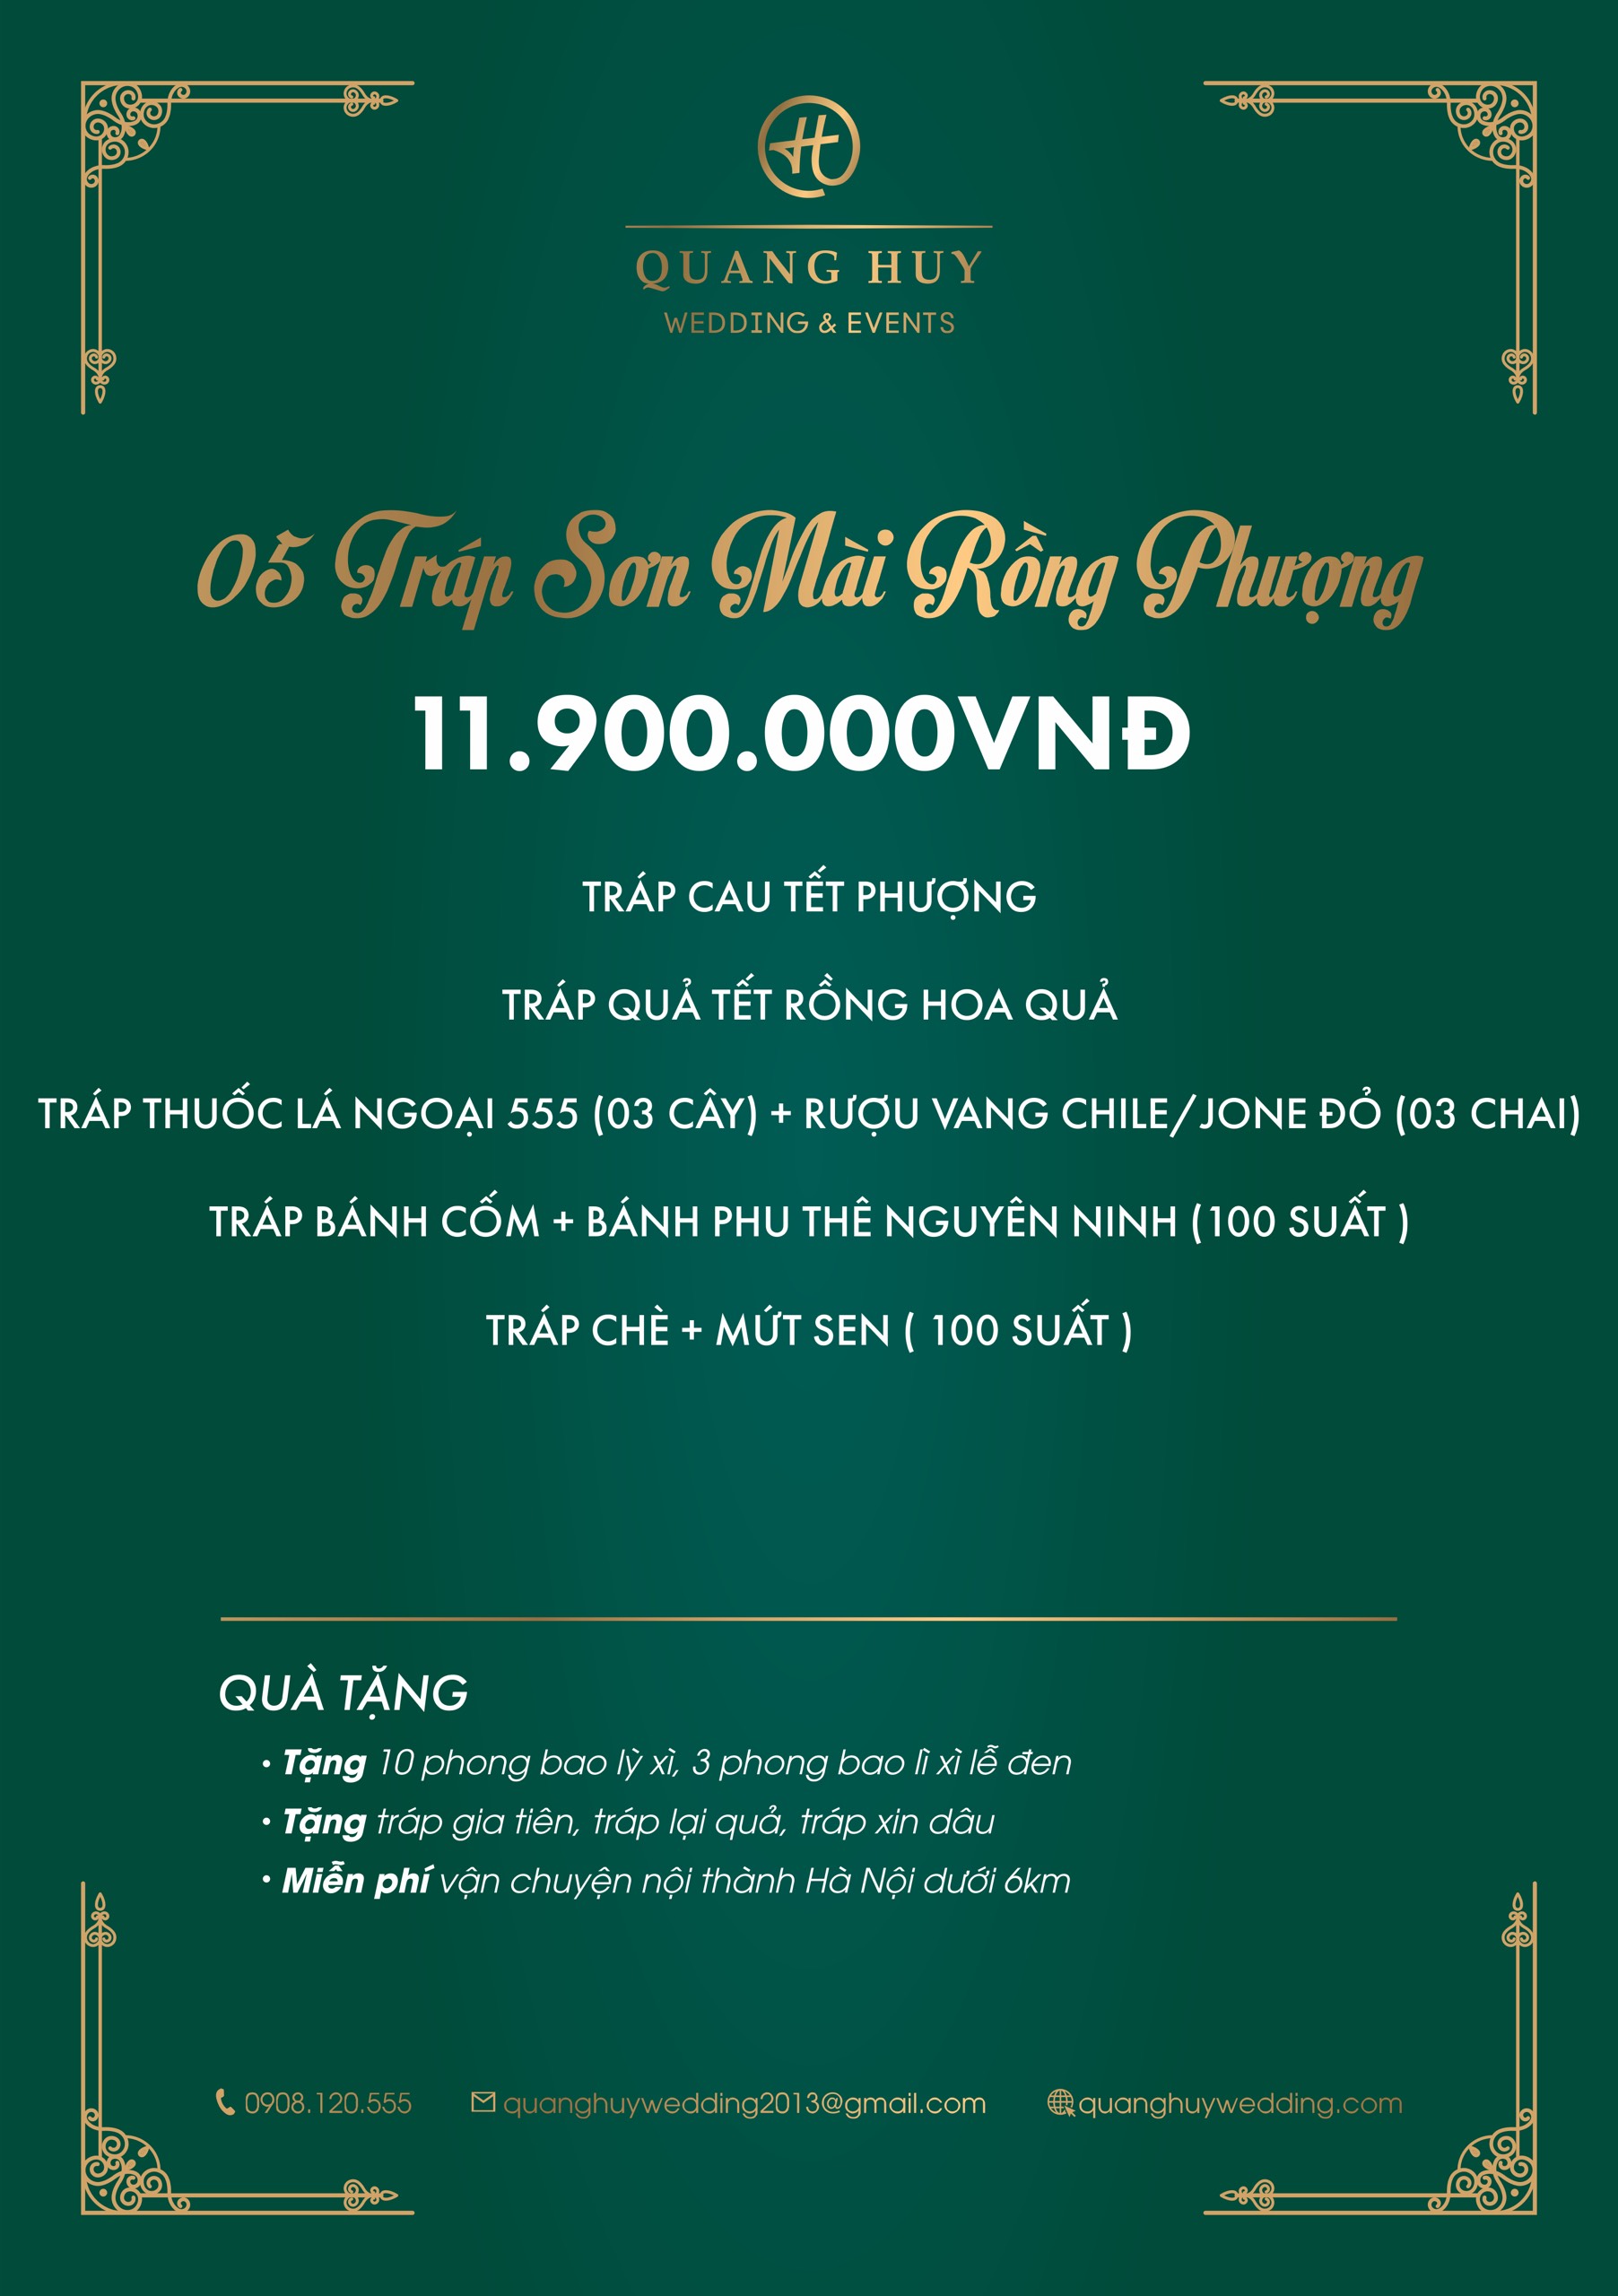 QUANG HUY
WEDDING & EVENTS
05 Tráp Sơn Mài Rồng Phượng
11.900.000VNĐ
TRÁP CAU TẾT PHƯỢNG
TRÁP QUẢ TẾT RỒNG HOA QUẢ
TRÁP THUỐC LÁ NGOẠI 555 (03 CÂY) + RƯỢU VANG CHILE/JONE ĐỎ (03 CHAI)
TRÁP BÁNH CỐM + BÁNH PHU THÊ NGUYÊN NINH (100 SUẤT )
TRÁP CHÈ + MỨT SEN ( 100 SUẤT )
QUÀ TẶNG
• Tặng 10 phong bao lỳ xì, 3 phong bao lì xì lễ đen
• Tặng tráp gia tiên, tráp lại quả, tráp xin dâu
• Miễn phí vận chuyện nội thành Hà Nội dưới 6km
0908.120.555 quanghuywedding2013@gmail.com quanghuywedding.com